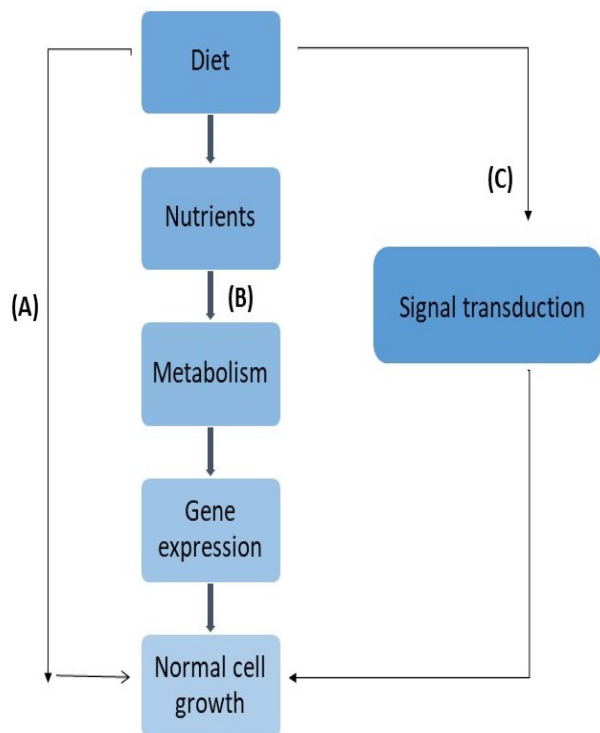 Diet
Nutrients
(C)
(A)
(B)
Signal transduction
Metabolism
Gene
expression
Normal cell
growth